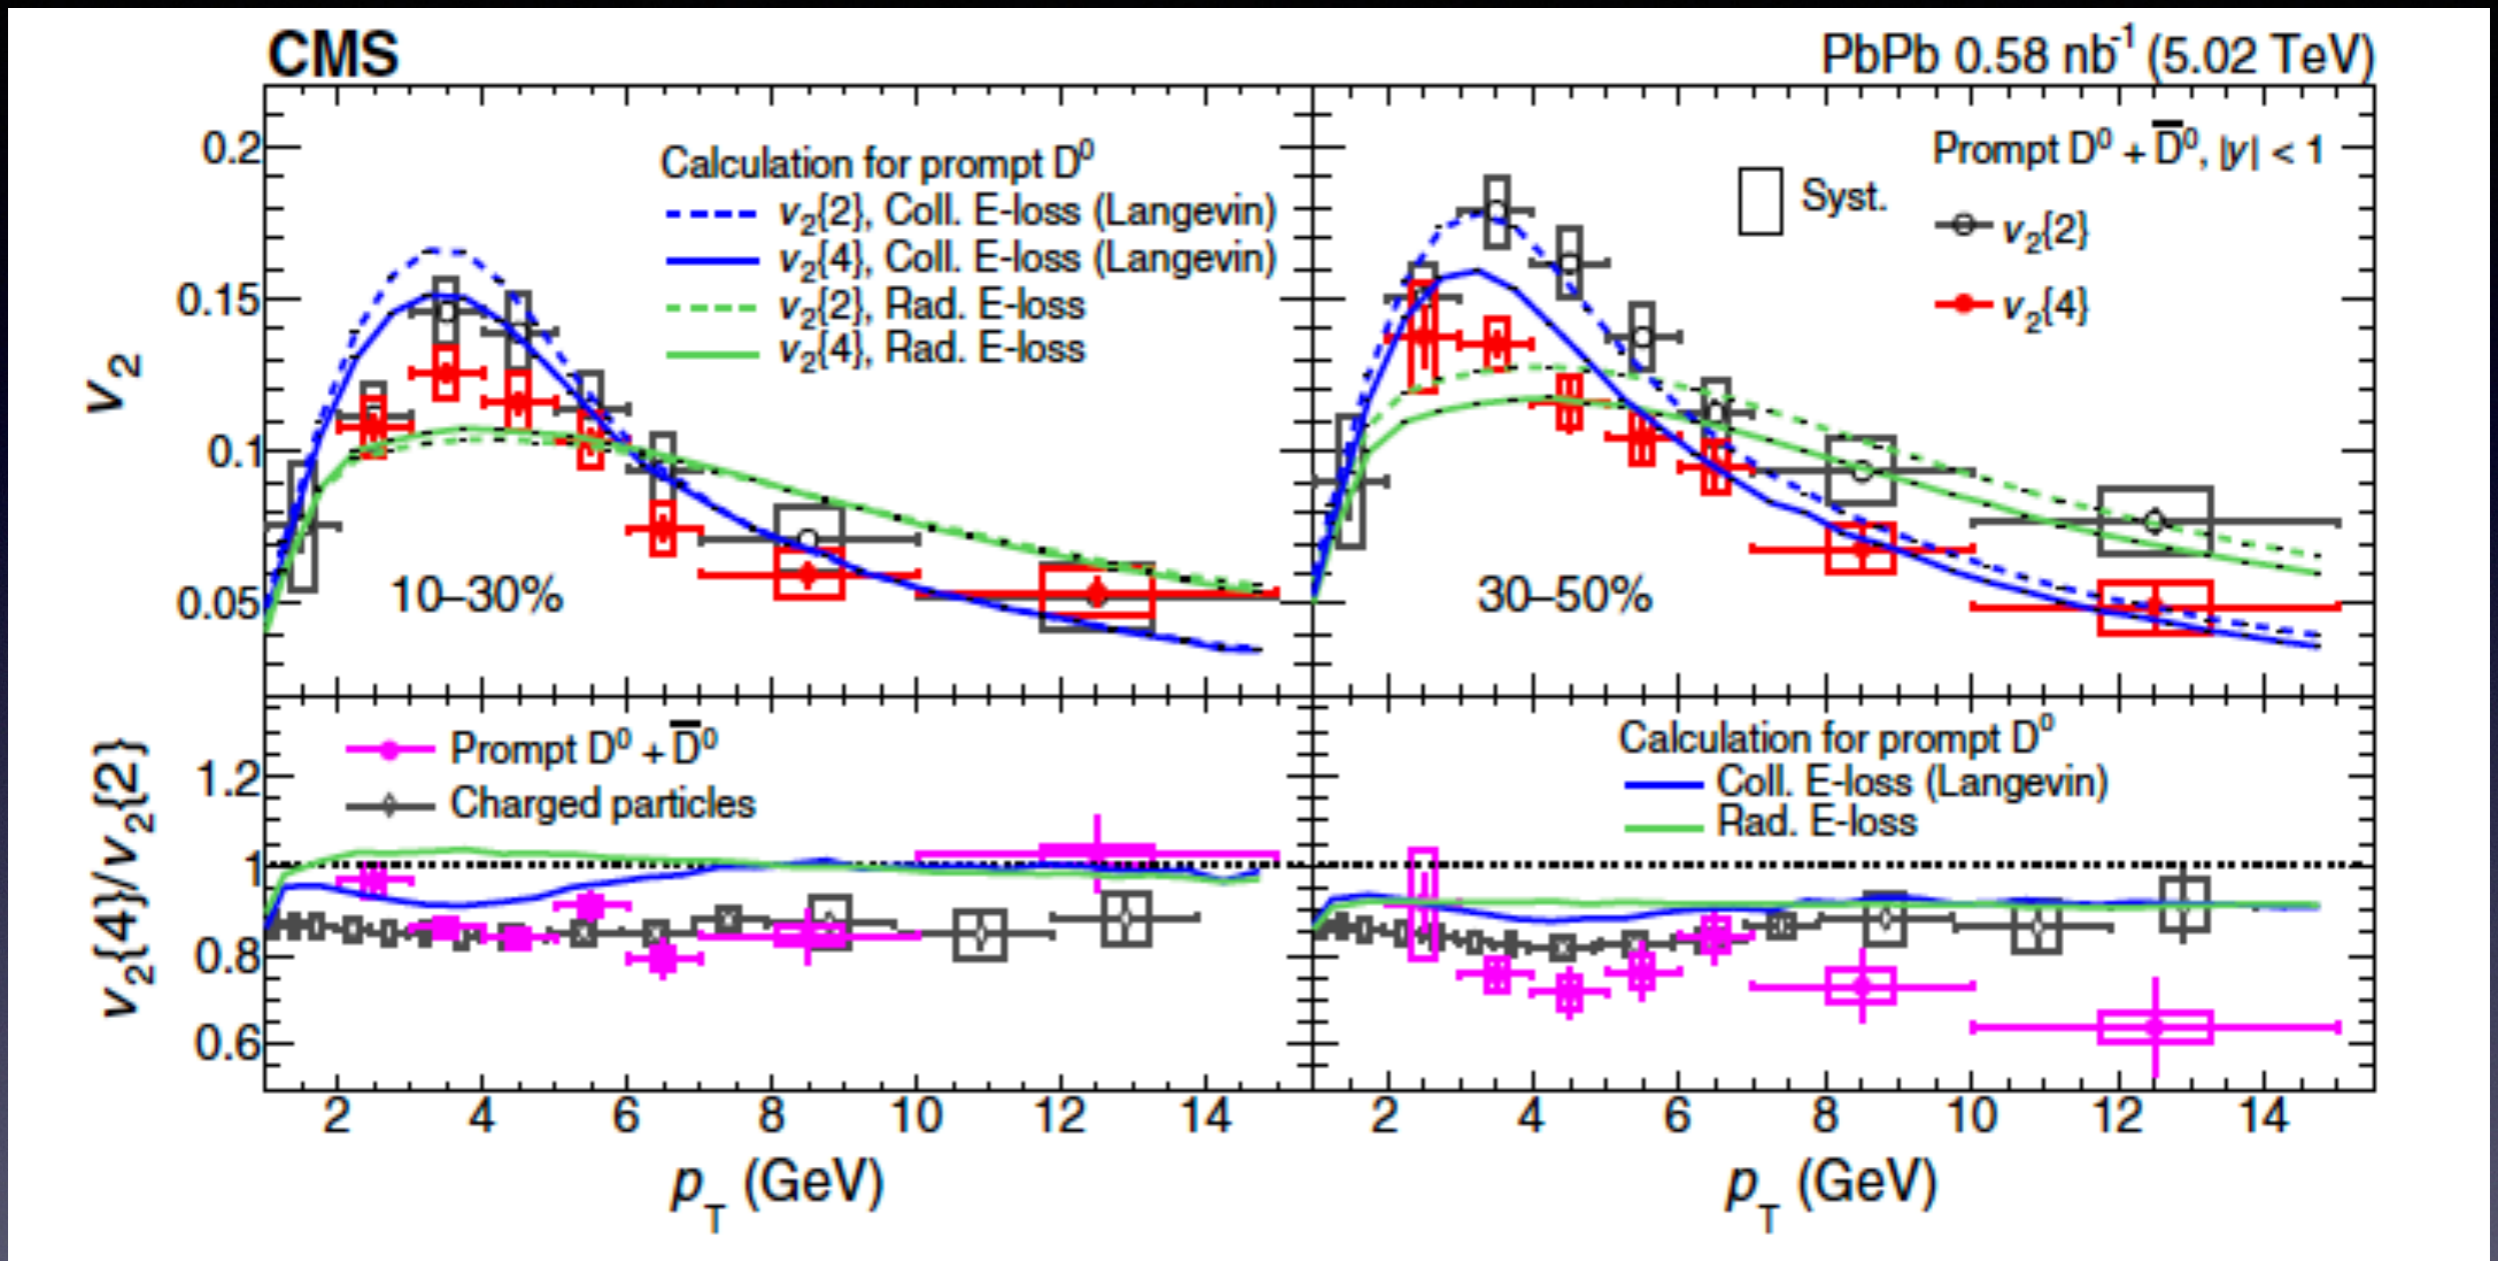 CMS
PbPb 0.58 nb⁻¹ (5.02 TeV)
v₂
0.2
0.15
0.1
0.05
Calculation for prompt D⁰
v₂{2}, Coll. E-loss (Langevin)
v₂{4}, Coll. E-loss (Langevin)
v₂{2}, Rad. E-loss
v₂{4}, Rad. E-loss
10–30%
Syst.
Prompt D⁰ + D̅⁰, |y| < 1
v₂{2}
v₂{4}
30–50%
v₂{4}/v₂{2}
1.2
1
0.8
0.6
Prompt D⁰ + D̅⁰
Charged particles
Calculation for prompt D⁰
Coll. E-loss (Langevin)
Rad. E-loss
2 4 6 8 10 12 14
2 4 6 8 10 12 14
p_T (GeV)
p_T (GeV)